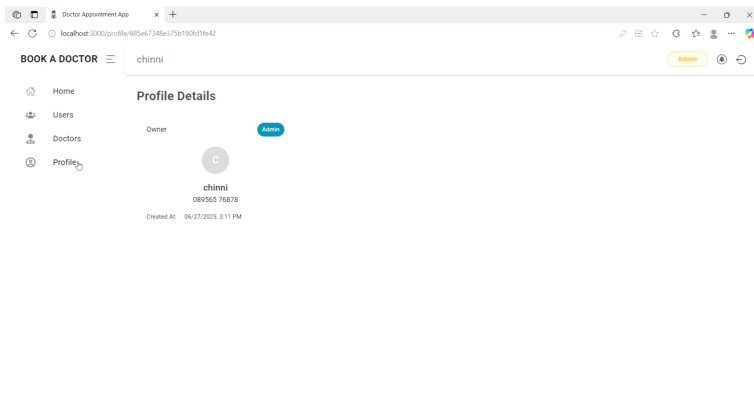 Doctor Appointment App
localhost:3000/profile/685e67348e375b190fd1fe42
BOOK A DOCTOR
chinni
Admin
Home
Users
Doctors
Profile
Profile Details
Owner
Admin
C
chinni
089565 76878
Created At: 06/27/2025, 3:11 PM